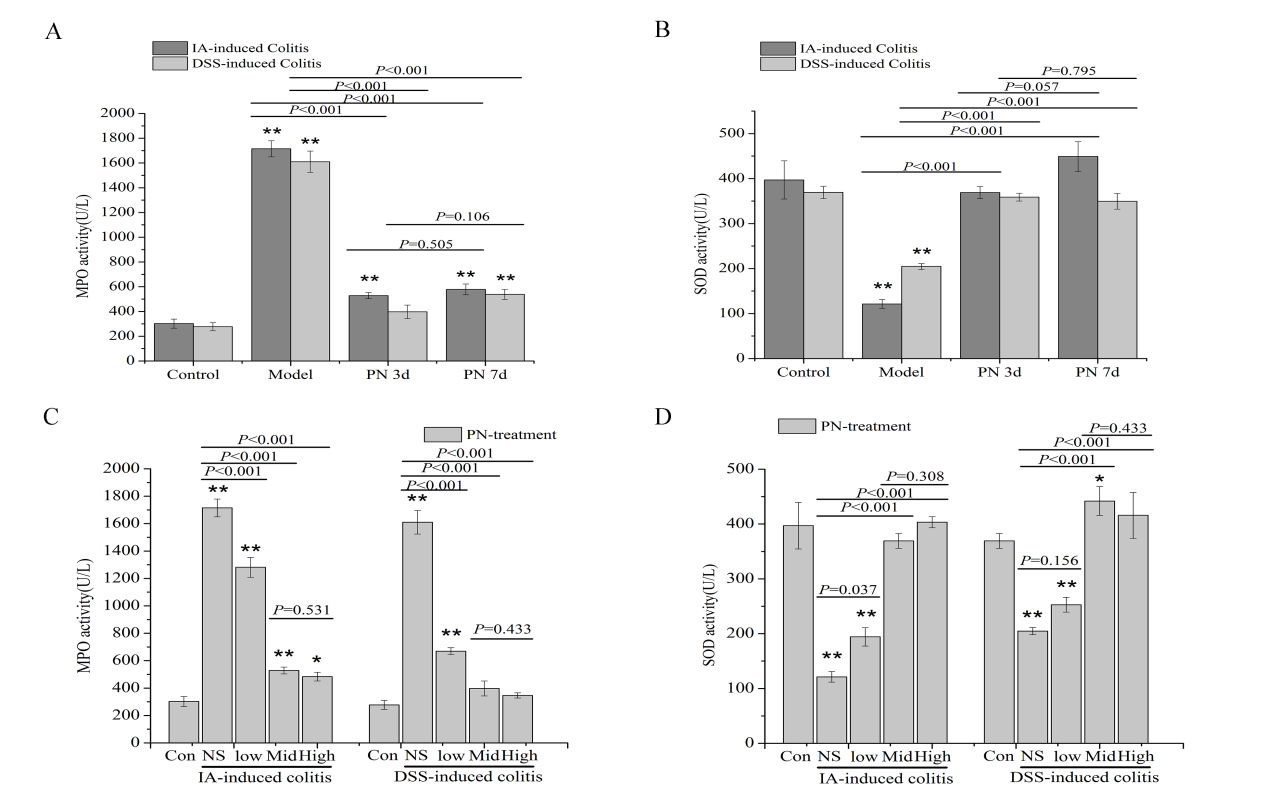 A
IA-induced Colitis
DSS-induced Colitis
P<0.001
P<0.001
P<0.001
P<0.001
** **
P=0.106
P=0.505
** ** **
MPO activity(U/L)
2000
1800
1600
1400
1200
1000
800
600
400
200
0
Control Model PN 3d PN 7d
B
IA-induced Colitis
DSS-induced Colitis
P=0.795
P=0.057
P<0.001
P<0.001
P<0.001
P<0.001
** **
SOD activity(U/L)
500
400
300
200
100
0
Control Model PN 3d PN 7d
C
PN-treatment
P<0.001
P<0.001
P<0.001
** ** ** *
P=0.531
P<0.001
P<0.001
P<0.001
** **
P=0.433
MPO activity(U/L)
2000
1800
1600
1400
1200
1000
800
600
400
200
0
Con NS low Mid High Con NS low Mid High
IA-induced colitis DSS-induced colitis
D
PN-treatment
P=0.308
P<0.001
P<0.001
P=0.037
** **
P=0.433
P<0.001
P<0.001
*
P=0.156
** **
SOD activity(U/L)
500
400
300
200
100
0
Con NS low Mid High Con NS low Mid High
IA-induced colitis DSS-induced colitis